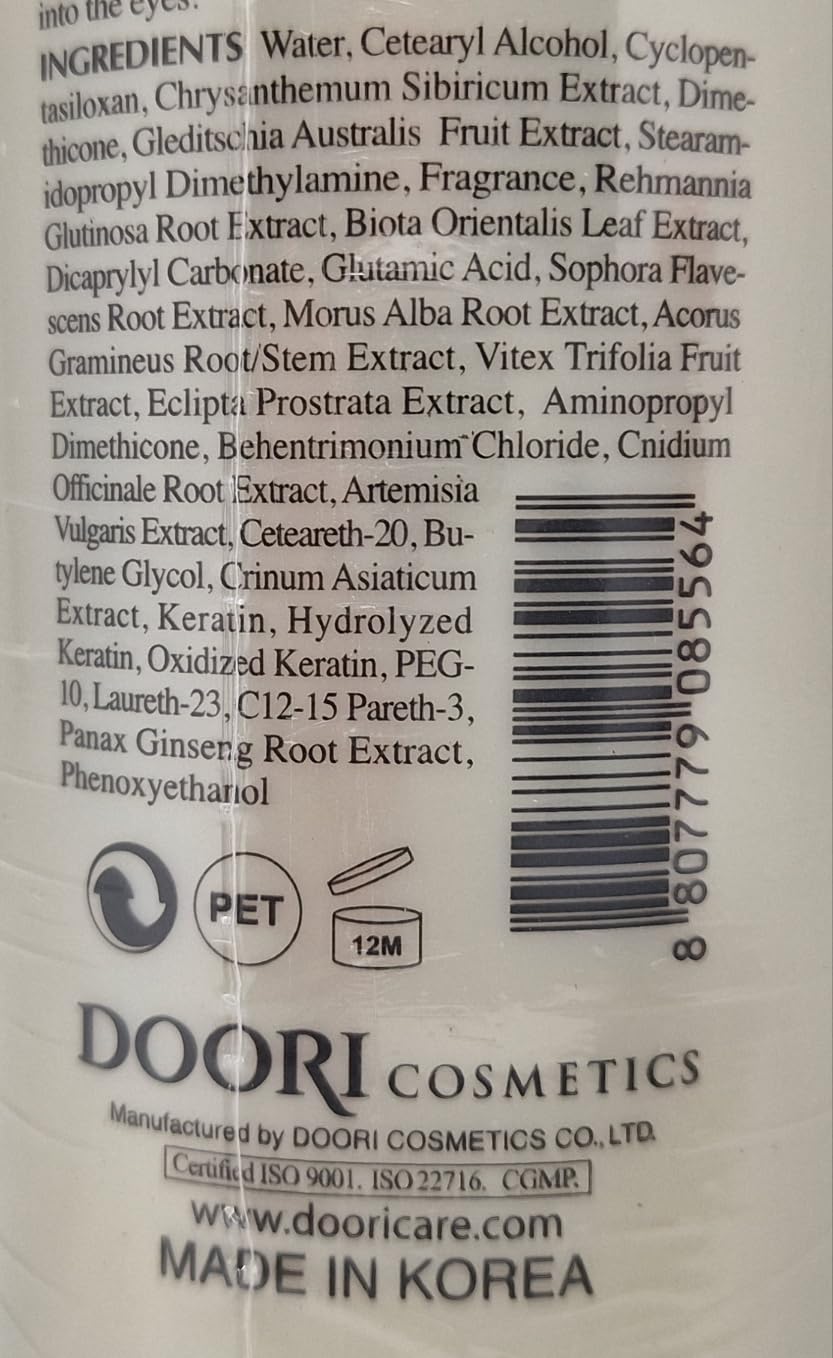 into the eyes.
INGREDIENTS Water, Cetearyl Alcohol, Cyclopen-
tasiloxan, Chrysanthemum Sibiricum Extract, Dime-
thicone, Gleditschia Australis Fruit Extract, Stearam-
idopropyl Dimethylamine, Fragrance, Rehmannia
Glutinosa Root Extract, Biota Orientalis Leaf Extract,
Dicaprylyl Carbonate, Glutamic Acid, Sophora Flave-
scens Root Extract, Morus Alba Root Extract, Acorus
Gramineus Root/Stem Extract, Vitex Trifolia Fruit
Extract, Eclipta Prostrata Extract, Aminopropyl
Dimethicone, Behentrimonium Chloride, Cnidium
Officinale Root Extract, Artemisia
Vulgaris Extract, Ceteareth-20, Bu-
tylene Glycol, Crinum Asiaticum
Extract, Keratin, Hydrolyzed
Keratin, Oxidized Keratin, PEG-
10, Laureth-23, C12-15 Pareth-3,
Panax Ginseng Root Extract,
Phenoxyethanol
8 807779 085564
PET
12M
DOORI COSMETICS
Manufactured by DOORI COSMETICS CO., LTD.
Certified ISO 9001. ISO 22716. CGMP.
www.dooricare.com
MADE IN KOREA